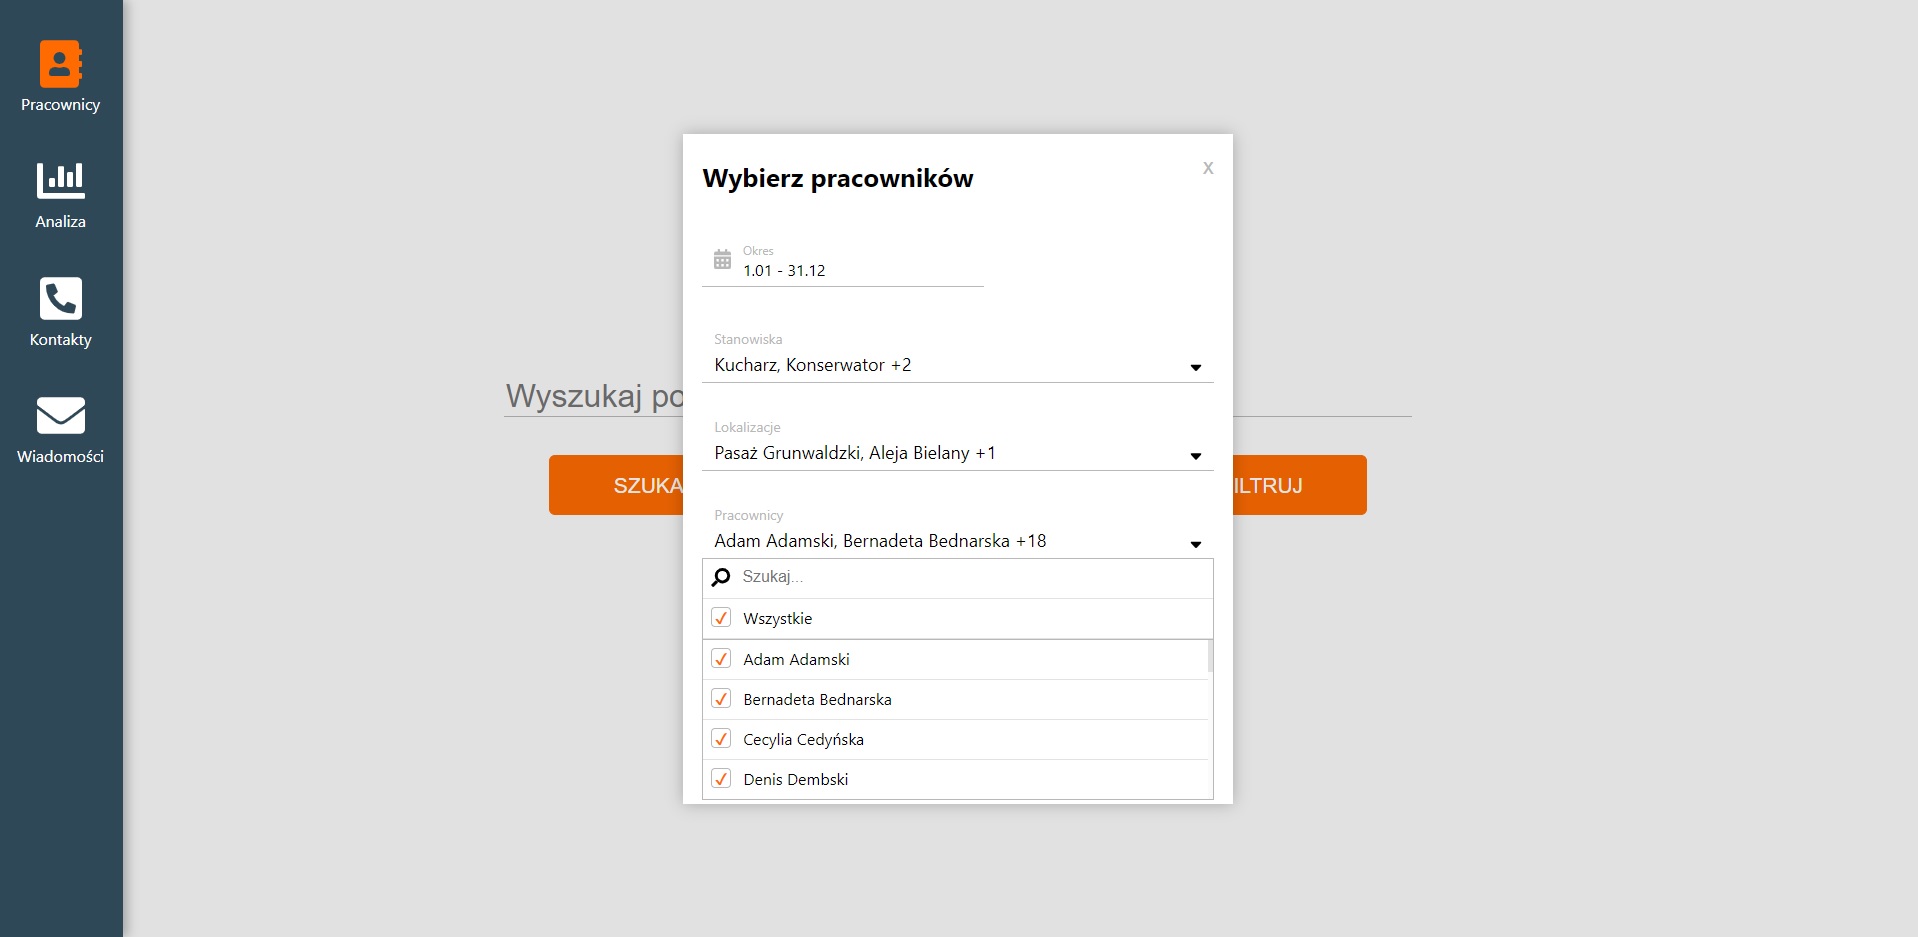 Pracownicy
Analiza
Kontakty
Wiadomości
Wyszukaj
SZUKA
ILTRUJ
Wybierz pracowników
X
Okres
1.01 - 31.12
Stanowiska
Kucharz, Konserwator +2
Lokalizacje
Pasaż Grunwaldzki, Aleja Bielany +1
Pracownicy
Adam Adamski, Bernadeta Bednarska +18
Szukaj...
Wszystkie
Adam Adamski
Bernadeta Bednarska
Cecylia Cedyńska
Denis Dembski